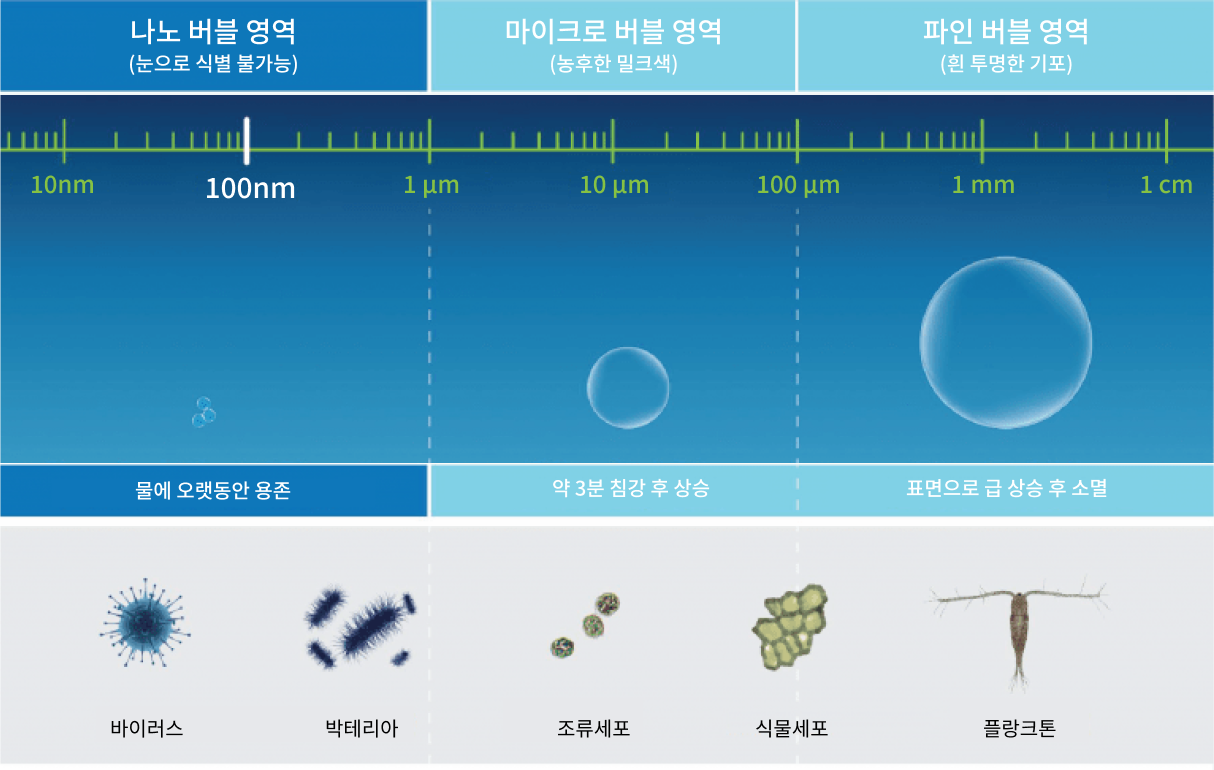 나노 버블 영역
(눈으로 식별 불가능)
마이크로 버블 영역
(농후한 밀크색)
파인 버블 영역
(흰 투명한 기포)
10nm
100nm
1 µm
10 µm
100 µm
1 mm
1 cm
물에 오랫동안 용존
약 3분 침강 후 상승
표면으로 급 상승 후 소멸
바이러스
박테리아
조류세포
식물세포
플랑크톤